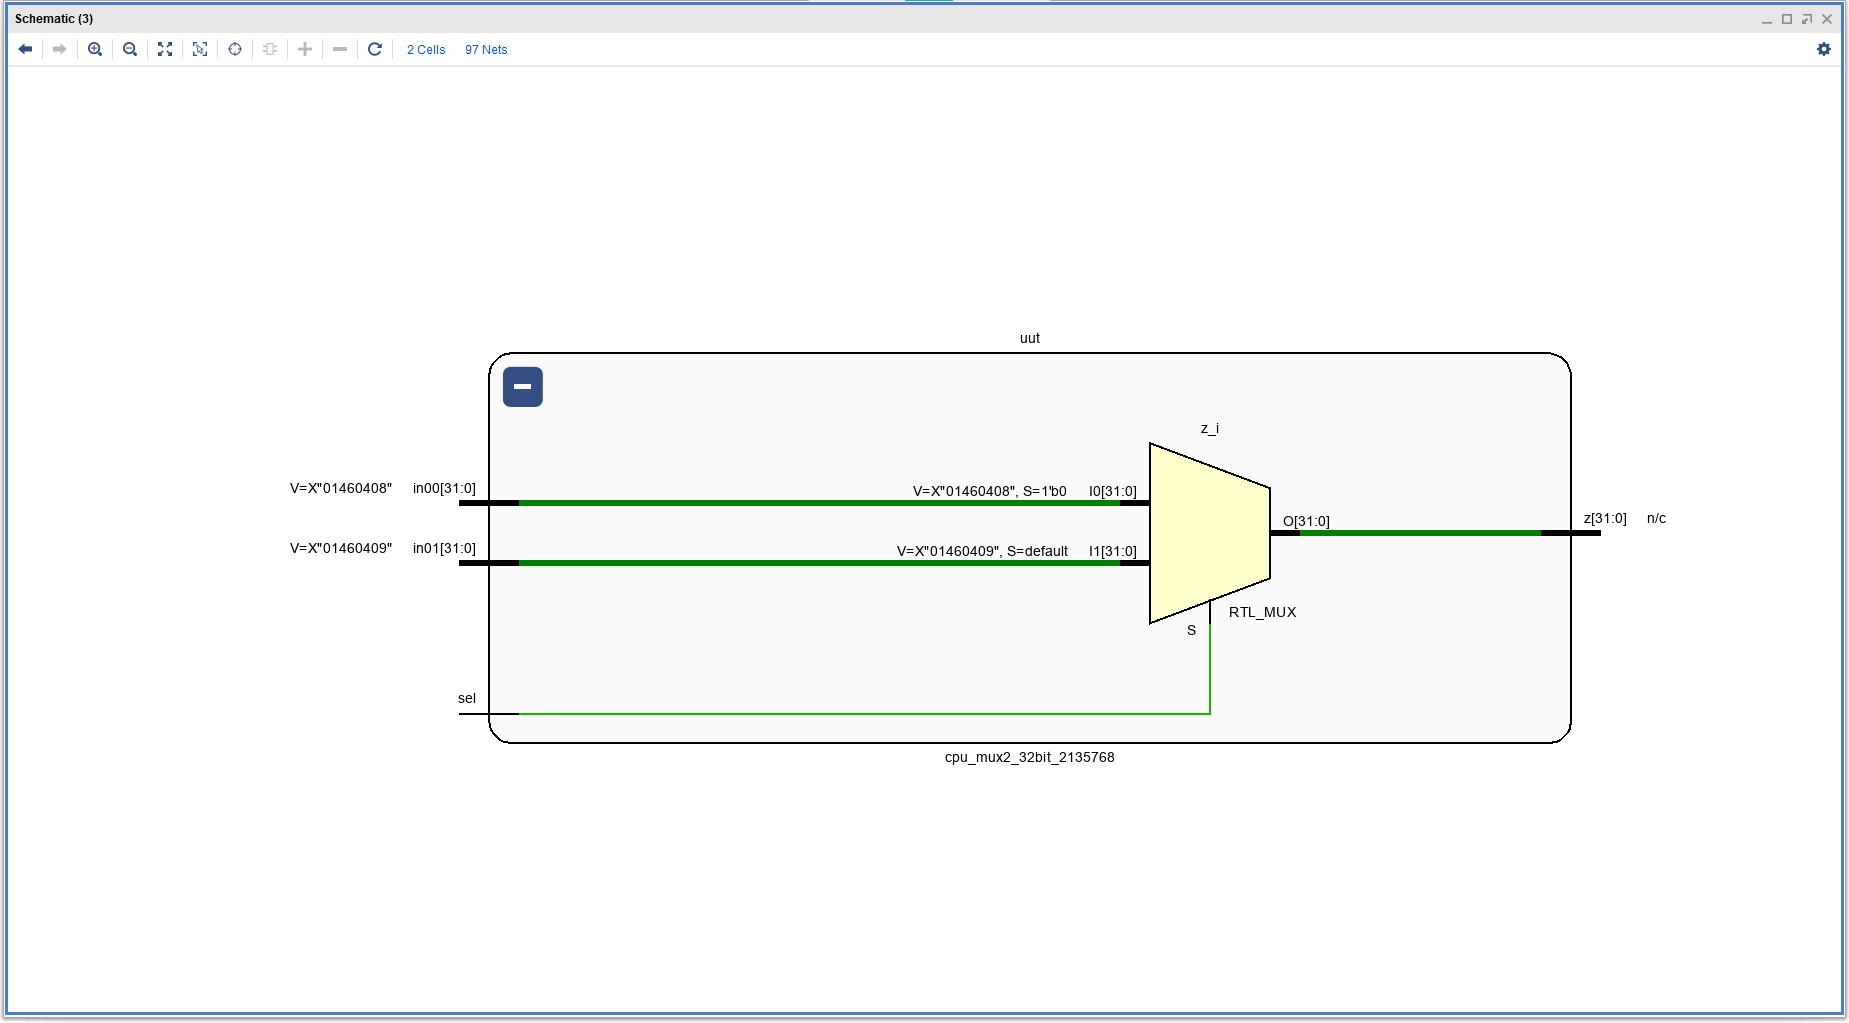 Schematic (3)
2 Cells 97 Nets
uut
z_i
V=X"01460408" in00[31:0] V=X"01460408", S=1'b0 I0[31:0]
O[31:0] z[31:0] n/c
V=X"01460409" in01[31:0] V=X"01460409", S=default I1[31:0]
RTL_MUX
S
sel
cpu_mux2_32bit_2135768